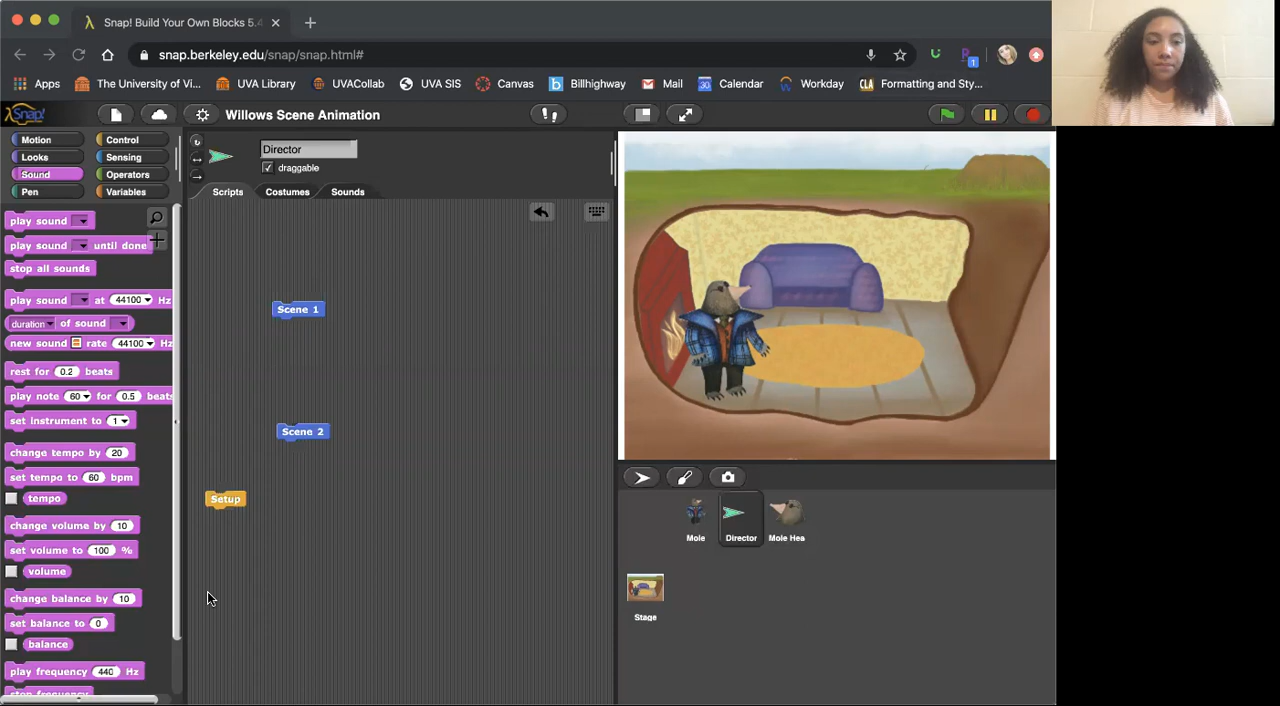 Snap! Build Your Own Blocks 5.4
snap.berkeley.edu/snap/snap.html#
1
Apps The University of Vi... UVA Library UVACollab UVA SIS Canvas Billhighway Mail 30 Calendar Workday CLA Formatting and Sty...
Snap! Willows Scene Animation
Motion Control
Looks Sensing
Sound Operators
Pen Variables
Director
draggable
Scripts Costumes Sounds
play sound
play sound until done
stop all sounds
play sound at 44100 Hz
duration of sound
new sound rate 44100 Hz
rest for 0.2 beats
play note 60 for 0.5 beats
set instrument to 1
change tempo by 20
set tempo to 60 bpm
tempo
change volume by 10
set volume to 100 %
volume
change balance by 10
set balance to 0
balance
play frequency 440 Hz
stop frequency
Scene 1
Scene 2
Setup
Mole Director Mole Hea
Stage